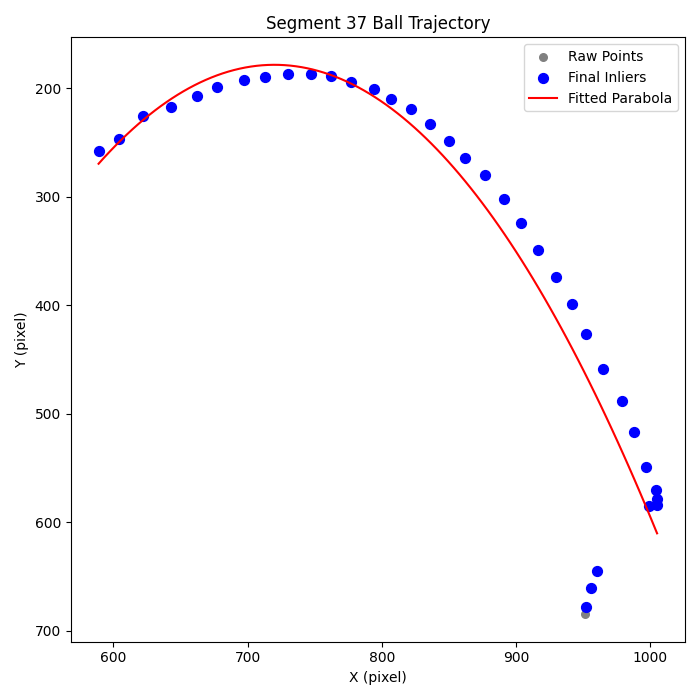 Segment 37 Ball Trajectory
Raw Points
Final Inliers
Fitted Parabola
Y (pixel)
200
300
400
500
600
700
600
700
800
900
1000
X (pixel)